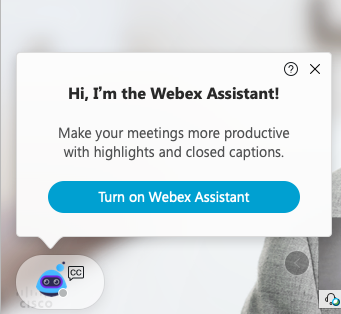 Hi, I'm the Webex Assistant!
Make your meetings more productive
with highlights and closed captions.
Turn on Webex Assistant
CC
CISCO